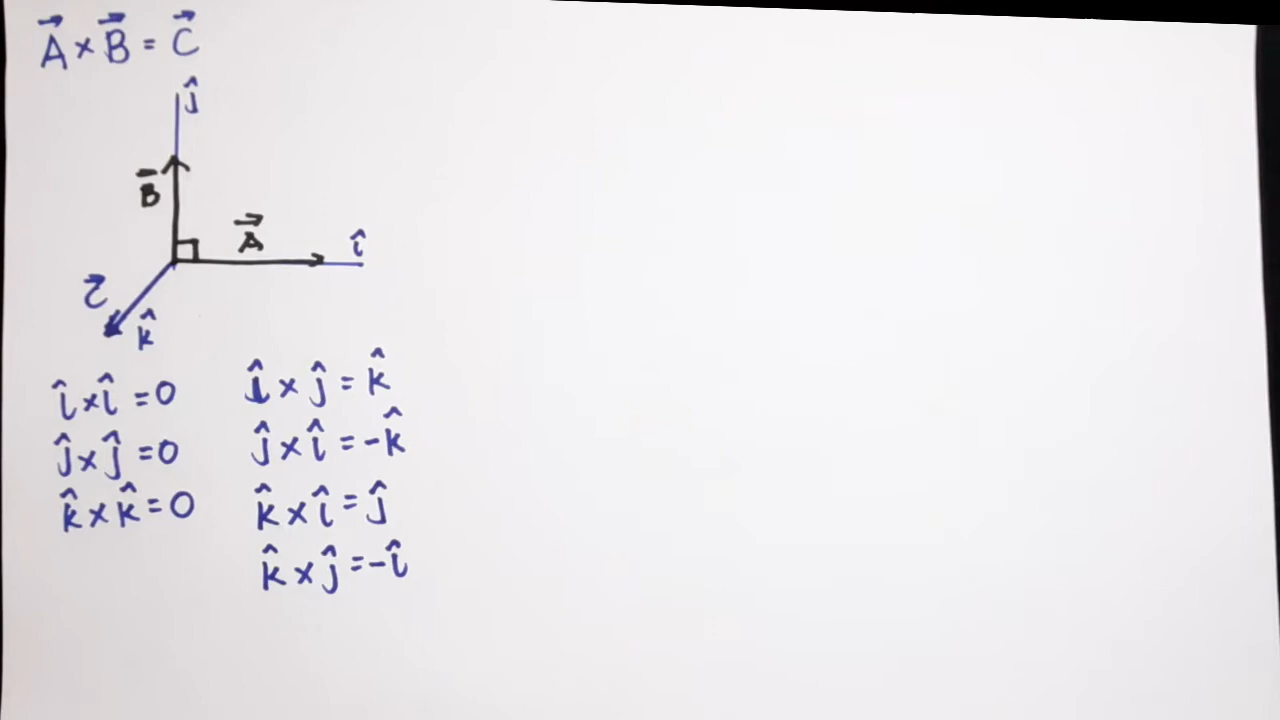 A⃗ × B⃗ = C⃗
ĵ
B⃗
A⃗
î
C⃗
k̂
î × î = 0
ĵ × ĵ = 0
k̂ × k̂ = 0
î × ĵ = k̂
ĵ × î = -k̂
k̂ × î = ĵ
k̂ × ĵ = -î